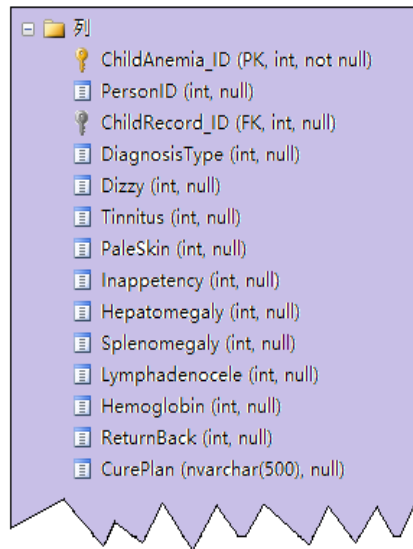 列
ChildAnemia_ID (PK, int, not null)
PersonID (int, null)
ChildRecord_ID (FK, int, null)
DiagnosisType (int, null)
Dizzy (int, null)
Tinnitus (int, null)
PaleSkin (int, null)
Inappetency (int, null)
Hepatomegaly (int, null)
Splenomegaly (int, null)
Lymphadenocele (int, null)
Hemoglobin (int, null)
ReturnBack (int, null)
CurePlan (nvarchar(500), null)